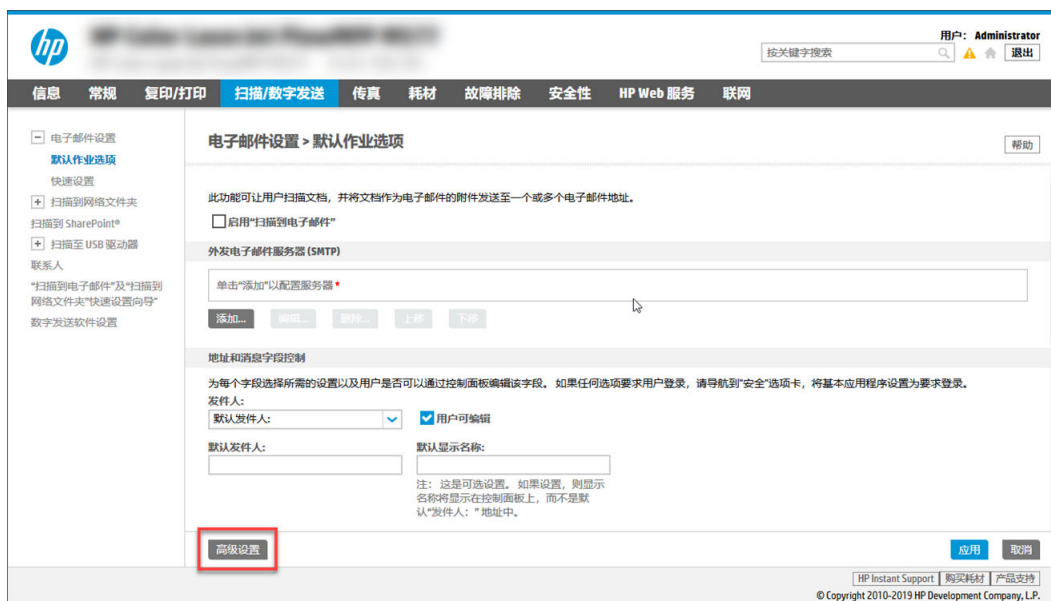 hp
用户： Administrator
按关键字搜索
退出
信息 常规 复印/打印 扫描/数字发送 传真 耗材 故障排除 安全性 HP Web 服务 联网
电子邮件设置
默认作业选项
快速设置
扫描到网络文件夹
扫描到 SharePoint®
扫描至 USB 驱动器
联系人
“扫描到电子邮件”及“扫描到
网络文件夹”快速设置向导”
数字发送软件设置
电子邮件设置 > 默认作业选项
帮助
此功能可让用户扫描文档，并将文档作为电子邮件的附件发送至一个或多个电子邮件地址。
启用“扫描到电子邮件”
外发电子邮件服务器 (SMTP)
单击“添加”以配置服务器 *
添加... 编辑... 删除... 上移 下移
地址和消息字段控制
为每个字段选择所需的设置以及用户是否可以通过控制面板编辑该字段。 如果任何选项要求用户登录，请导航到“安全”选项卡，将基本应用程序设置为要求登录。
发件人:
默认发件人: 用户可编辑
默认发件人: 默认显示名称:
注： 这是可选设置。 如果设置，则显示
名称将显示在控制面板上，而不是默
认“发件人：” 地址中。
高级设置 应用 取消
HP Instant Support 购买耗材 产品支持
© Copyright 2010-2019 HP Development Company, L.P.